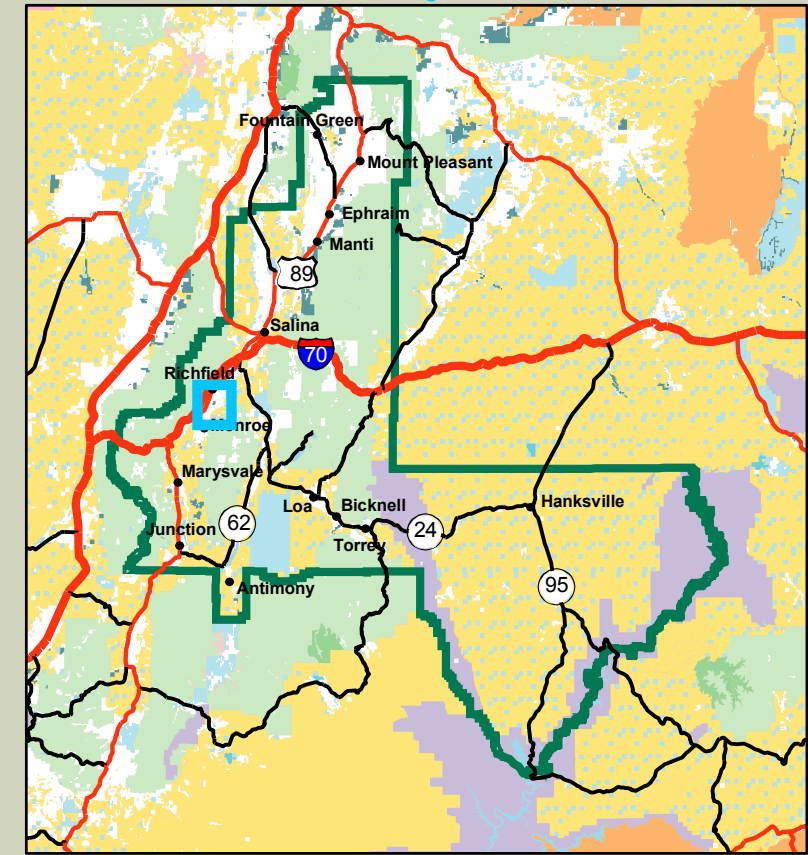 Fountain Green
Mount Pleasant
Ephraim
Manti
89
Salina
70
Richfield
Marysvale
Loa
Bicknell
Hanksville
62
24
Junction
Torrey
Antimony
95